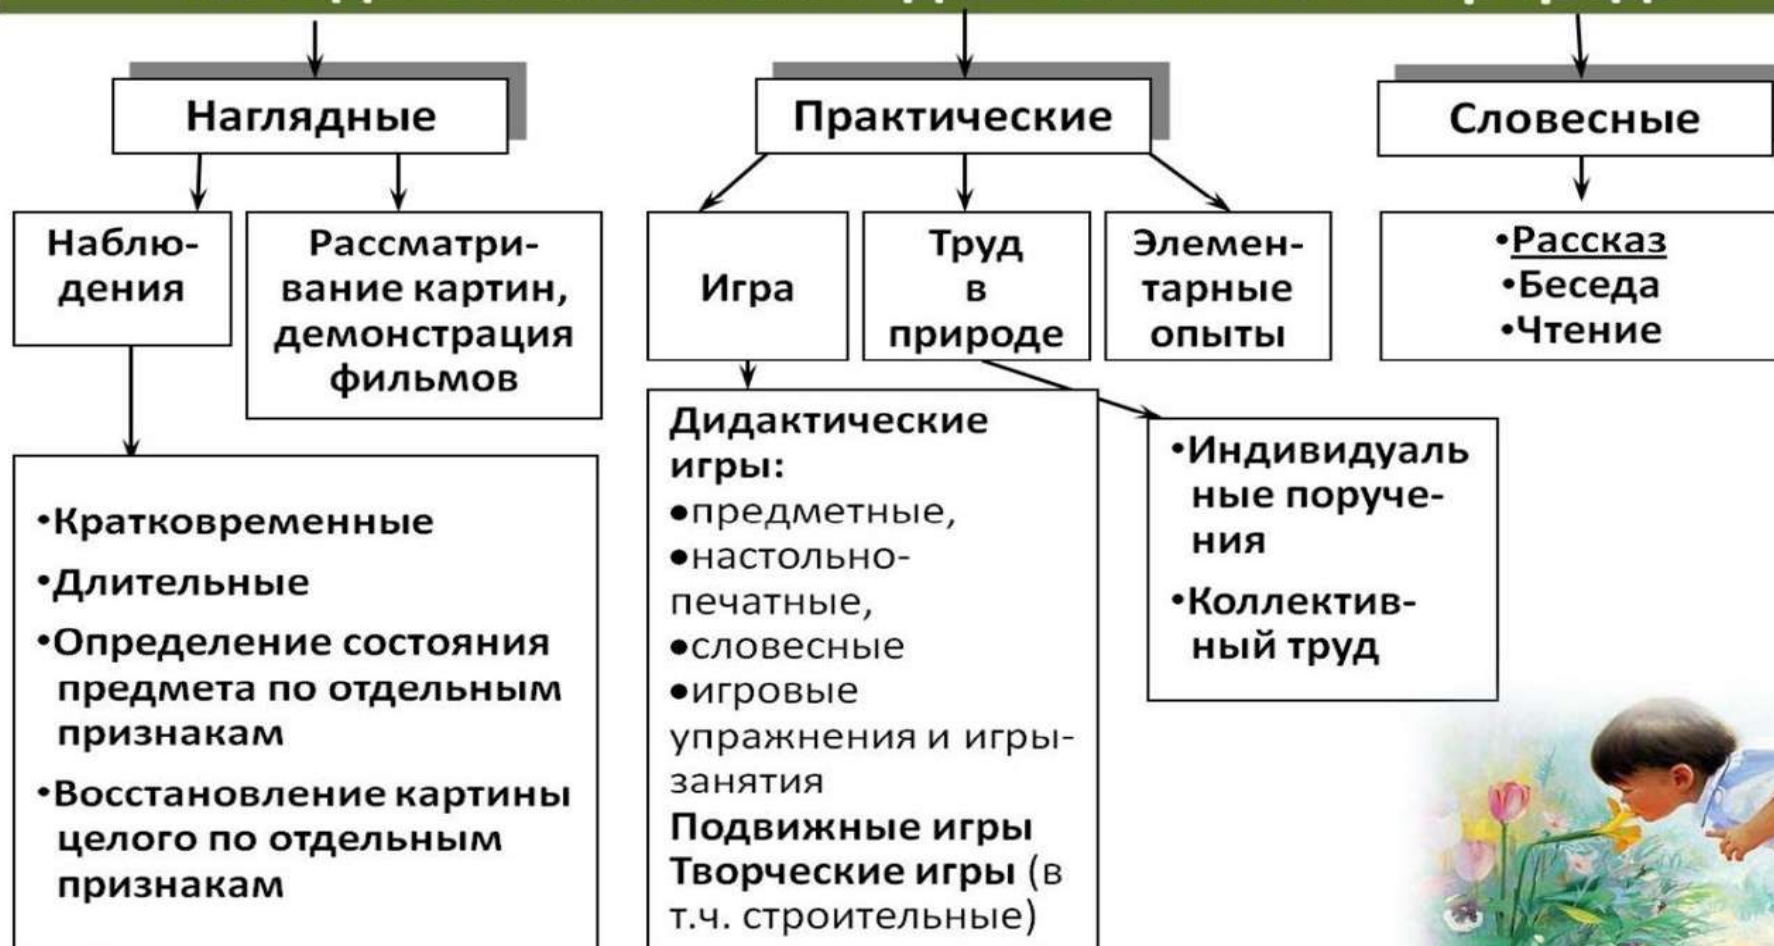 Наглядные
Практические
Словесные
Наблю-
дения
Рассматри-
вание картин,
демонстрация
фильмов
Игра
Труд
в
природе
Элемен-
тарные
опыты
•Рассказ
•Беседа
•Чтение
•Кратковременные
•Длительные
•Определение состояния
предмета по отдельным
признакам
•Восстановление картины
целого по отдельным
признакам
Дидактические
игры:
●предметные,
●настольно-
печатные,
●словесные
●игровые
упражнения и игры-
занятия
Подвижные игры
Творческие игры (в
т.ч. строительные)
•Индивидуаль
ные поруче-
ния
•Коллектив-
ный труд